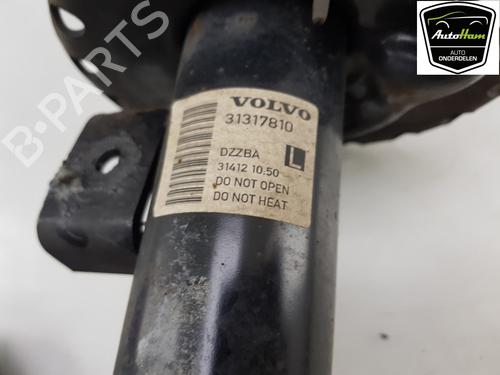 AutoHam
AUTO
ONDERDELEN
B-PARTS
VOLVO
31317810
DZZBA
L
31412 10.50
DO NOT OPEN
DO NOT HEAT